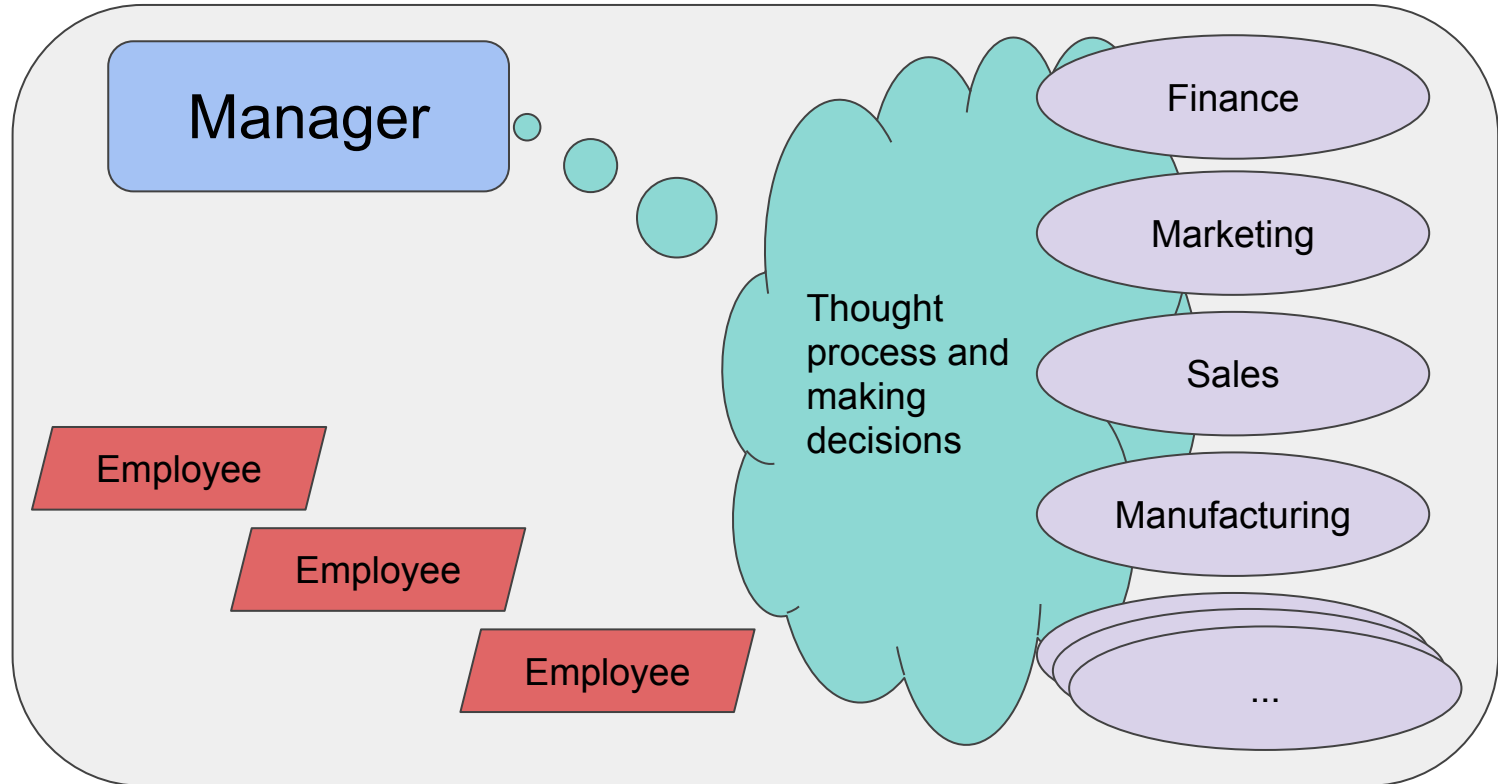 Manager
Finance
Marketing
Thought
process and
making
decisions
Sales
Manufacturing
...
Employee
Employee
Employee